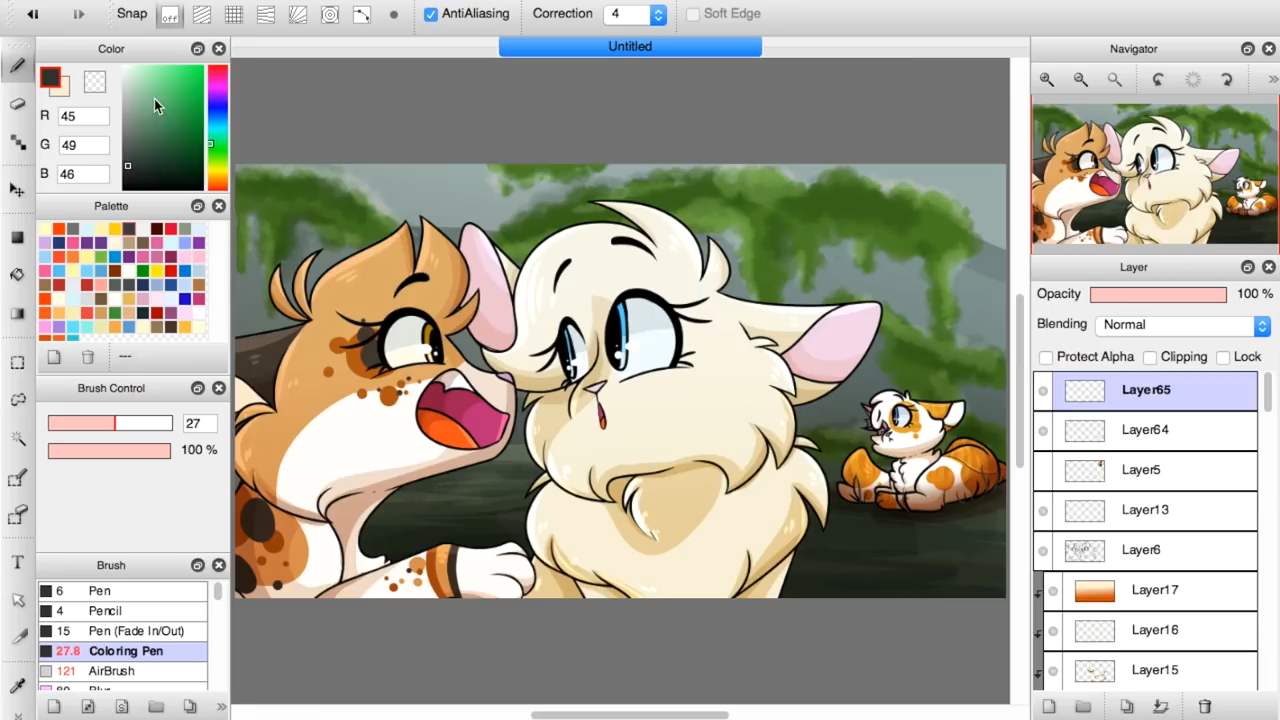 Snap off AntiAliasing Correction 4 Soft Edge
Untitled
Color
R 45
G 49
B 46
Palette
---
Brush Control
27
100 %
Brush
6 Pen
4 Pencil
15 Pen (Fade In/Out)
27.8 Coloring Pen
121 AirBrush
Navigator
Layer
Opacity 100 %
Blending Normal
Protect Alpha Clipping Lock
Layer65
Layer64
Layer5
Layer13
Layer6
Layer17
Layer16
Layer15